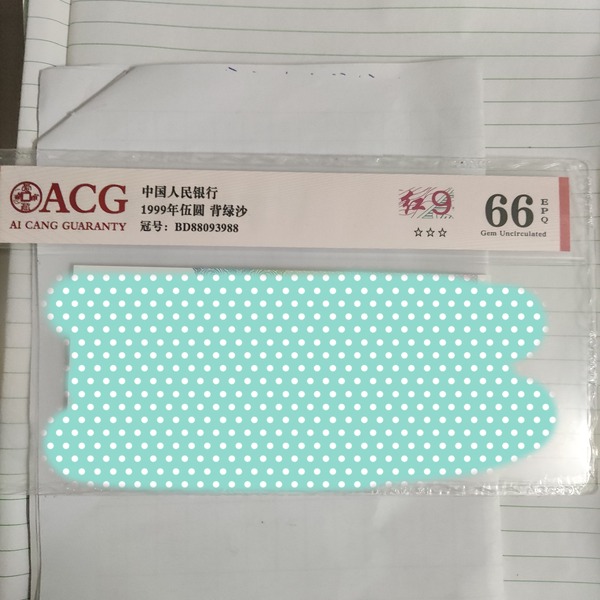 ACG
AI CANG GUARANTY
中国人民银行
1999年伍圆 背绿沙
冠号：BD88093988
红9
☆☆☆
66
EPQ
Gem Uncirculated